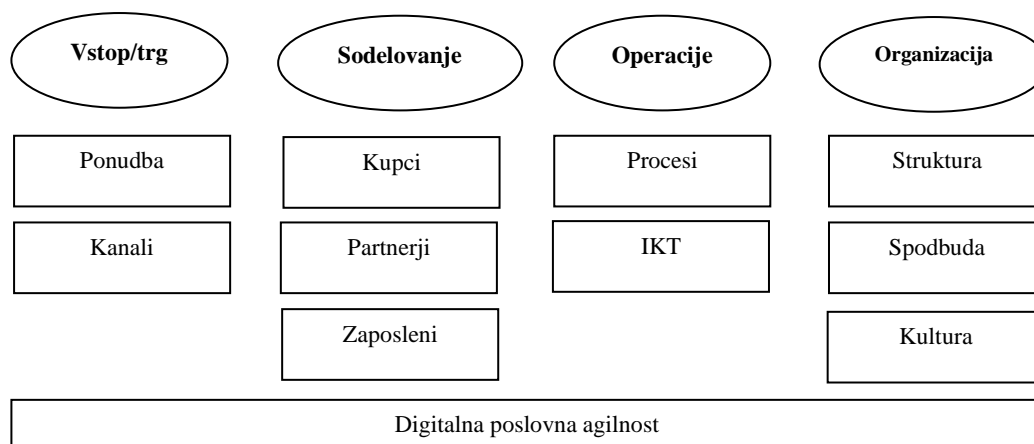 Vstop/trg
Sodelovanje
Operacije
Organizacija
Ponudba
Kupci
Procesi
Struktura
Kanali
Partnerji
IKT
Spodbuda
Zaposleni
Kultura
Digitalna poslovna agilnost